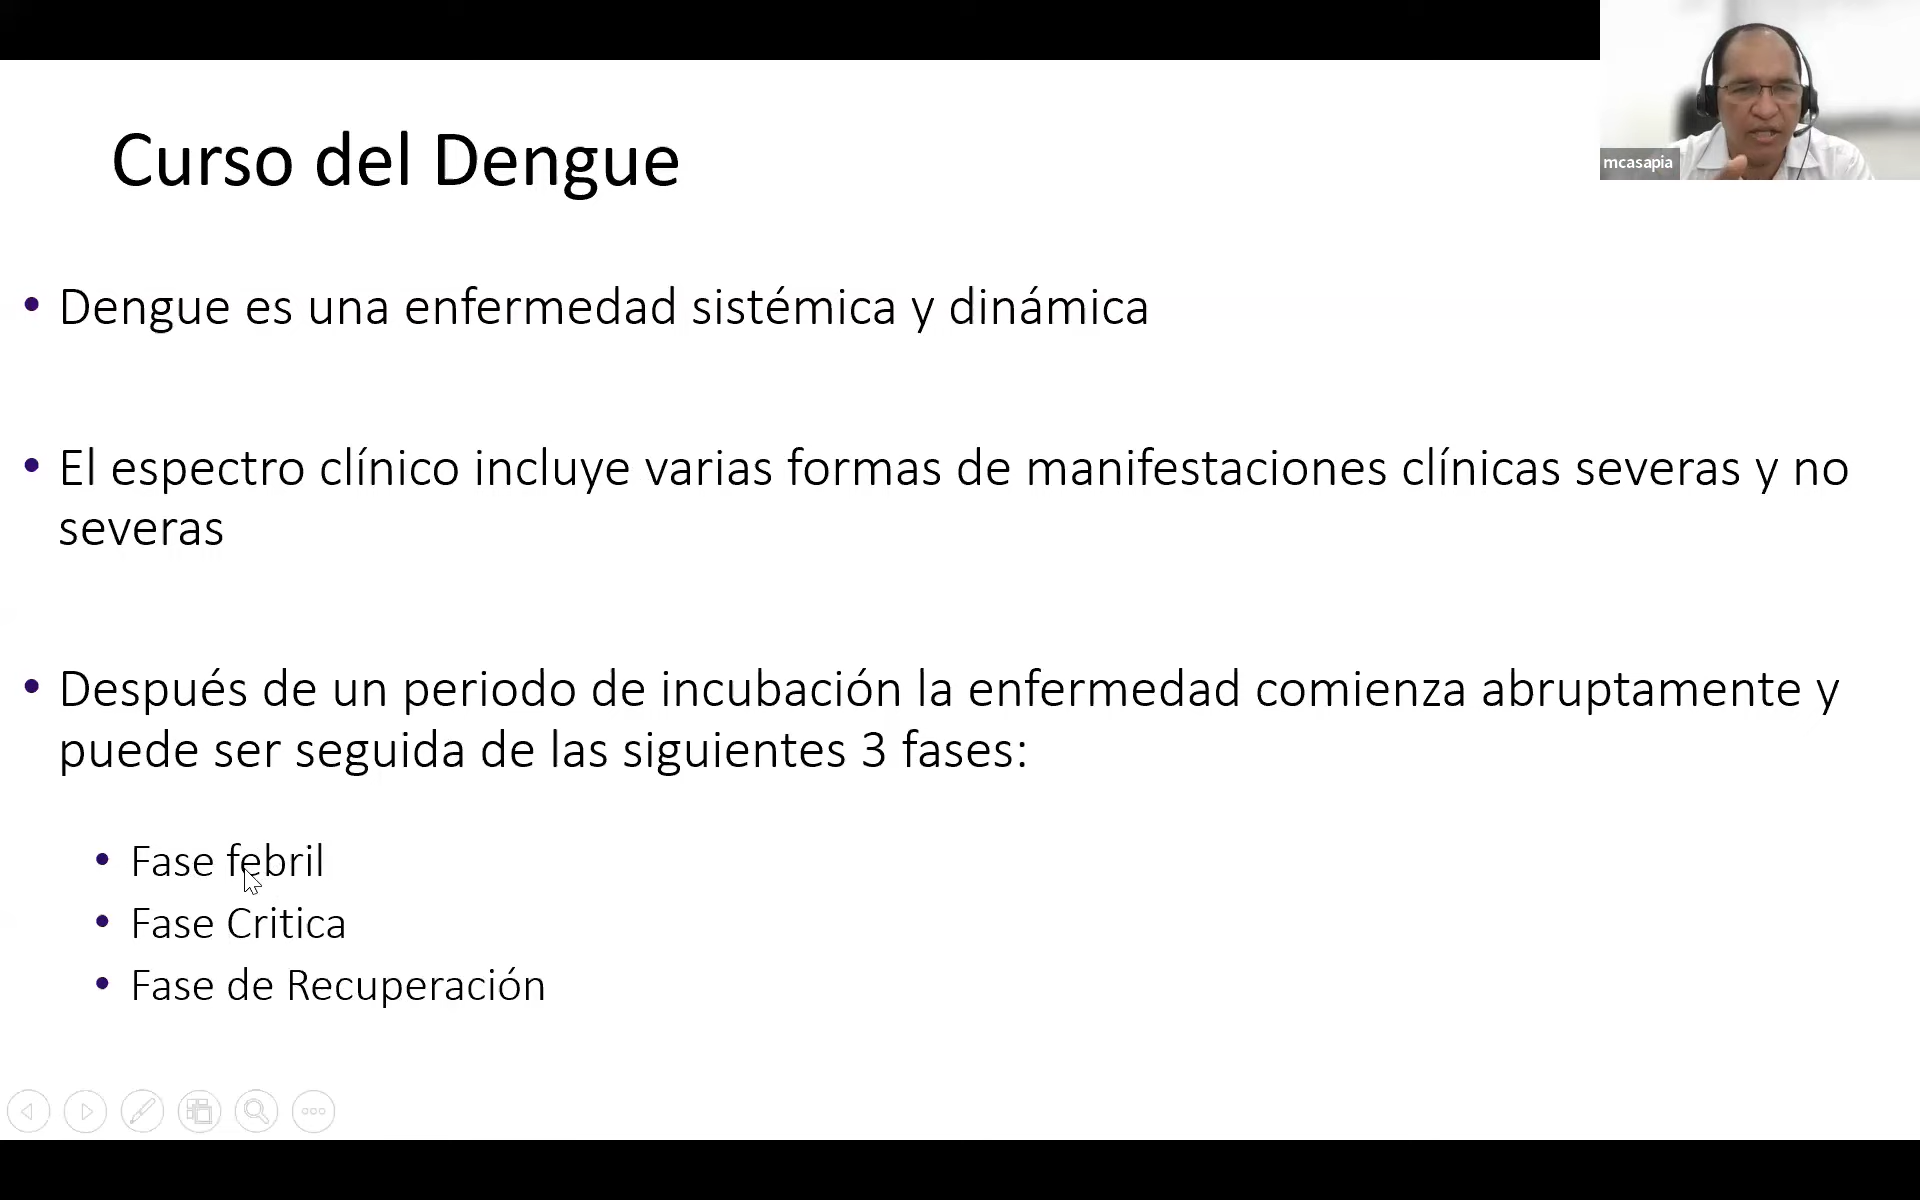 mcasapia
Curso del Dengue
• Dengue es una enfermedad sistémica y dinámica
• El espectro clínico incluye varias formas de manifestaciones clínicas severas y no
severas
• Después de un periodo de incubación la enfermedad comienza abruptamente y
puede ser seguida de las siguientes 3 fases:
• Fase febril
• Fase Critica
• Fase de Recuperación